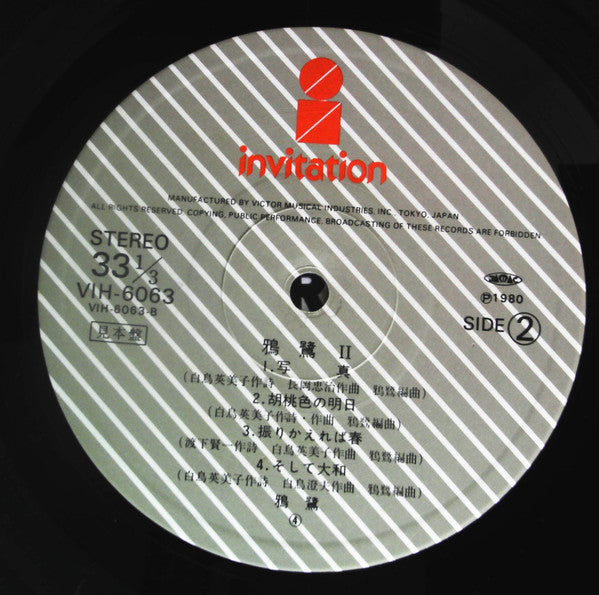 invitation
MANUFACTURED BY VICTOR MUSICAL INDUSTRIES, INC., TOKYO, JAPAN
ALL RIGHTS RESERVED. COPYING, PUBLIC PERFORMANCE, BROADCASTING OF THESE RECORDS ARE FORBIDDEN
STEREO
33 1/3
VIH-6063
VIH-6063-B
見本盤
JASRAC
Ⓟ1980
SIDE ②
鴉鷺 II
1.写真
(白鳥英美子作詩 長岡忠治作曲 鴉鷺編曲)
2.胡桃色の明日
(白鳥英美子作詩・作曲 鴉鷺編曲)
3.振りかえれば春
(渡下賢一作詩 白鳥英美子作曲 鴉鷺編曲)
4.そして大和
(白鳥英美子作詩 白鳥澄夫作曲 鴉鷺編曲)
鴉鷺
④